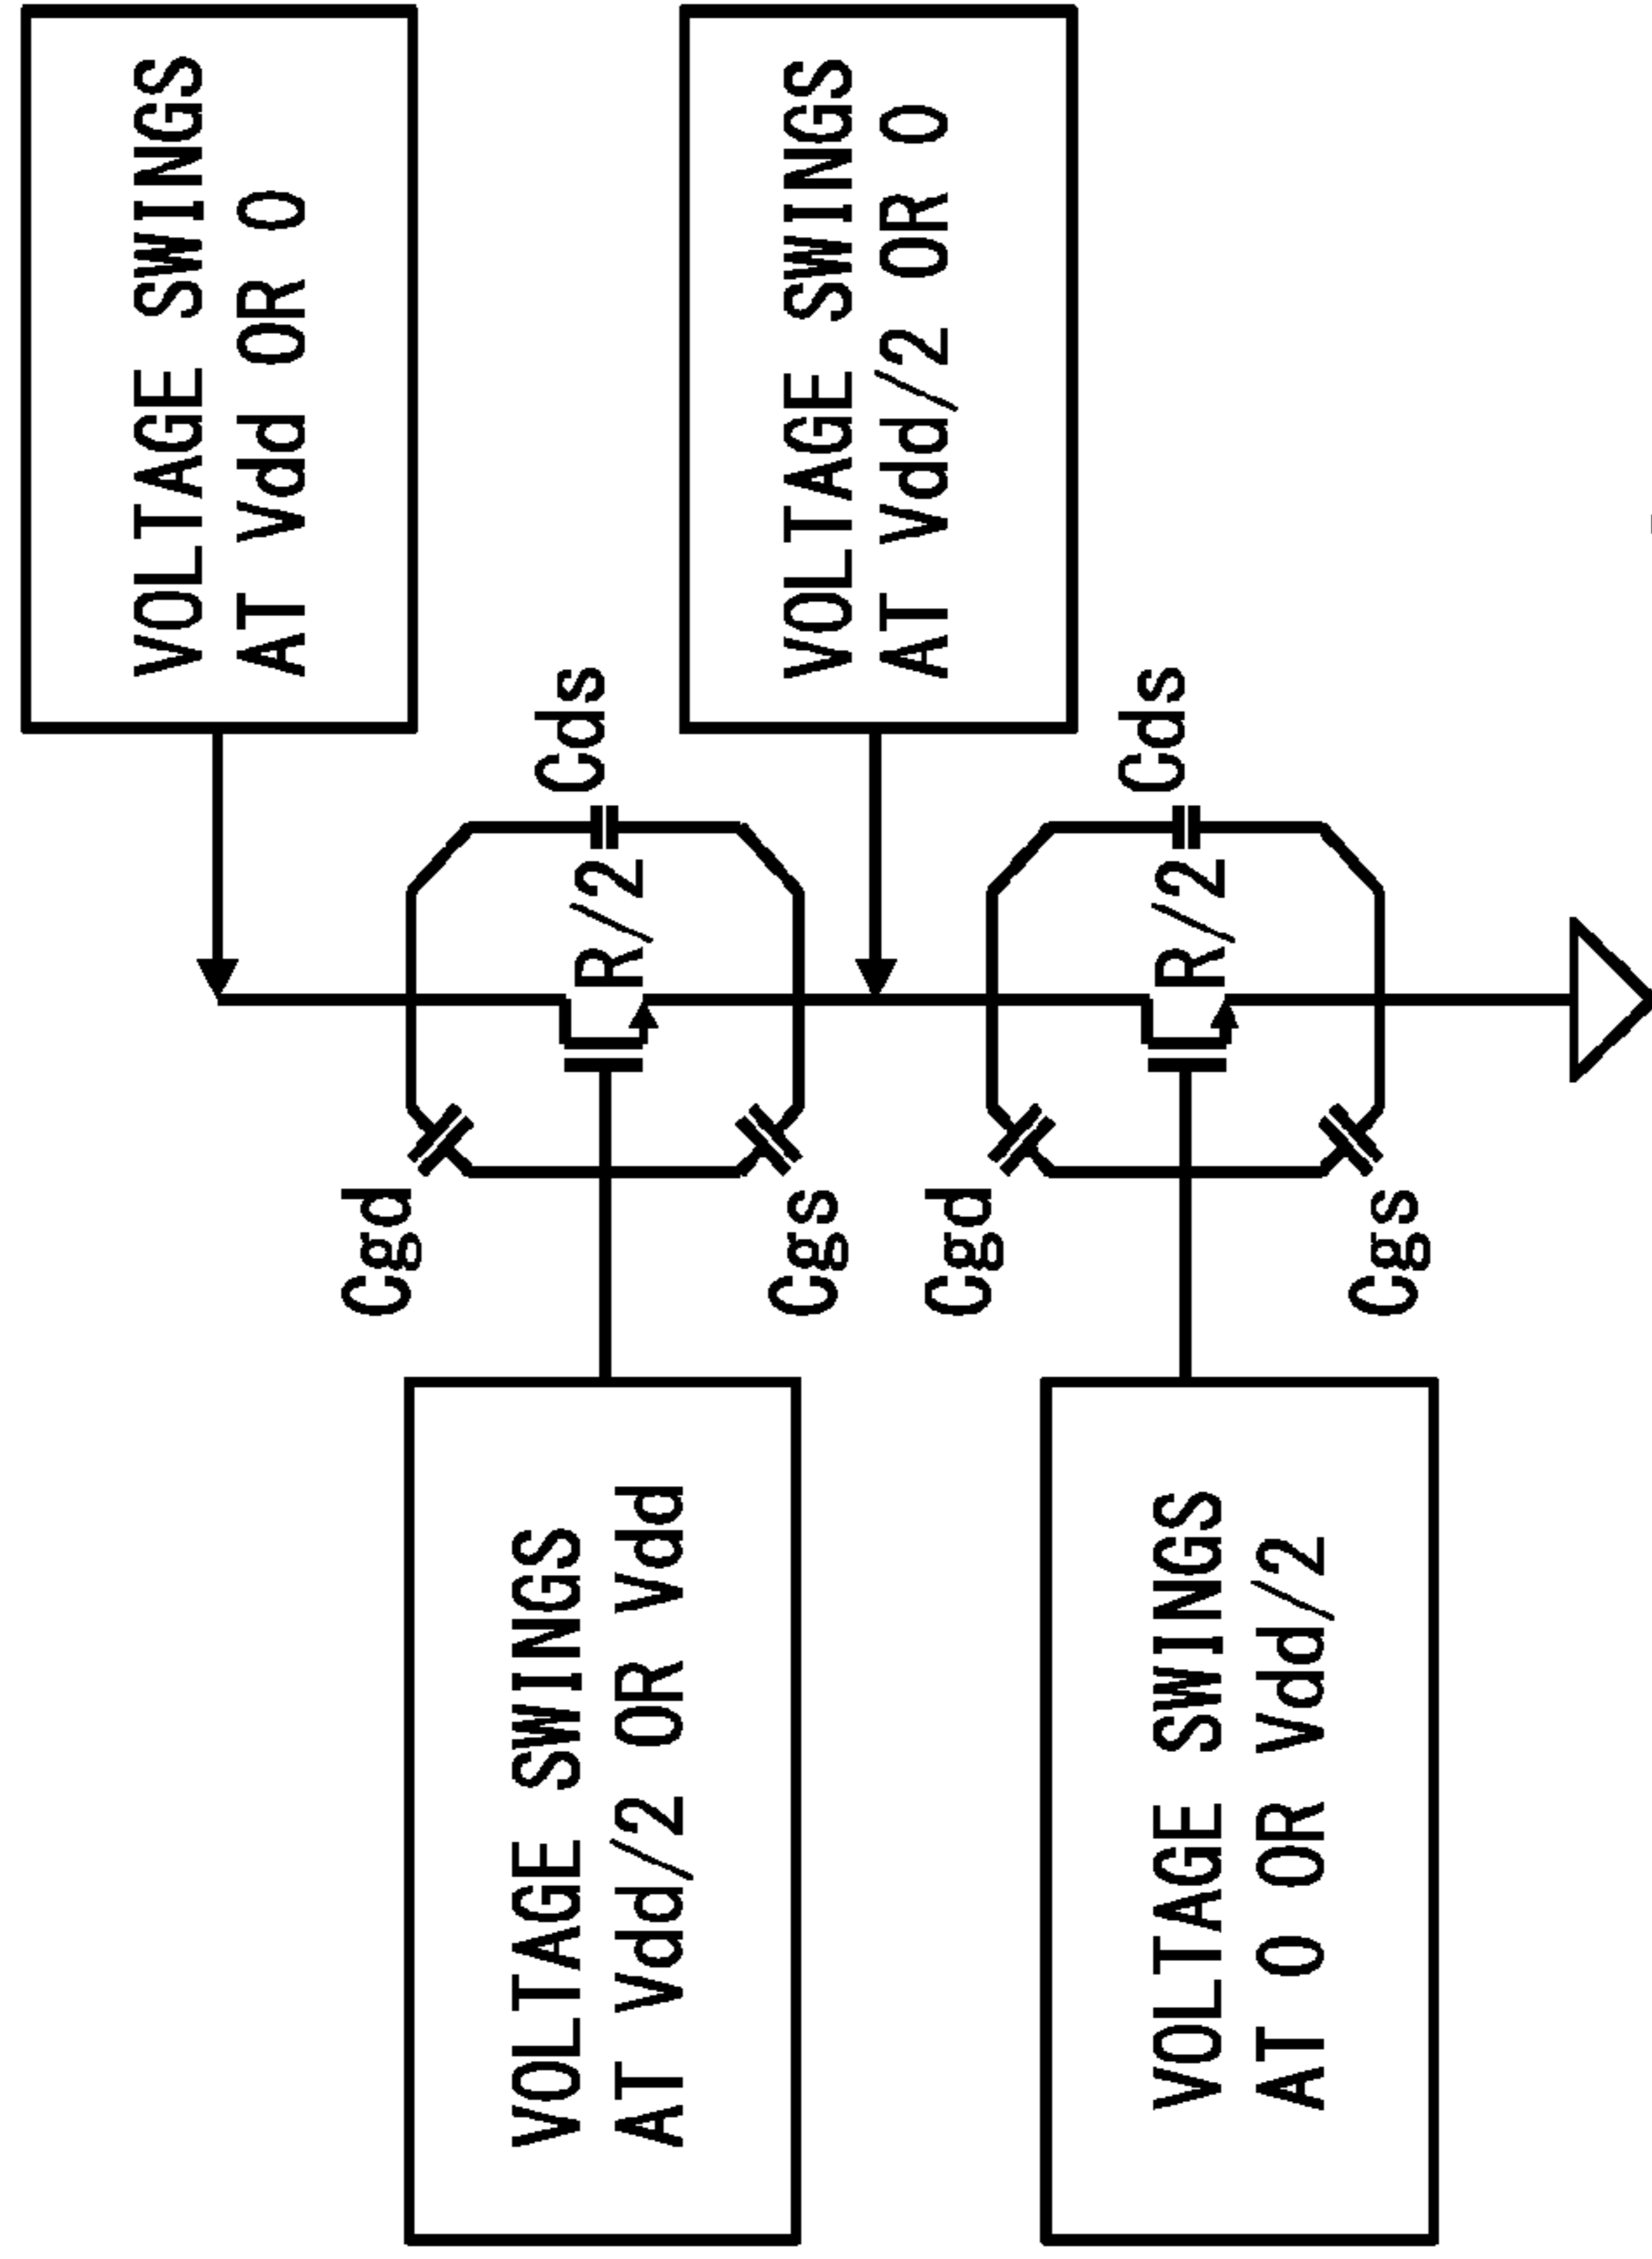 VOLTAGE SWINGS
AT Vdd OR 0
Cgd
Cds
R/2
VOLTAGE SWINGS
AT Vdd/2 OR Vdd
Cgs
VOLTAGE SWINGS
AT Vdd/2 OR 0
Cgd
Cds
R/2
VOLTAGE SWINGS
AT 0 OR Vdd/2
Cgs